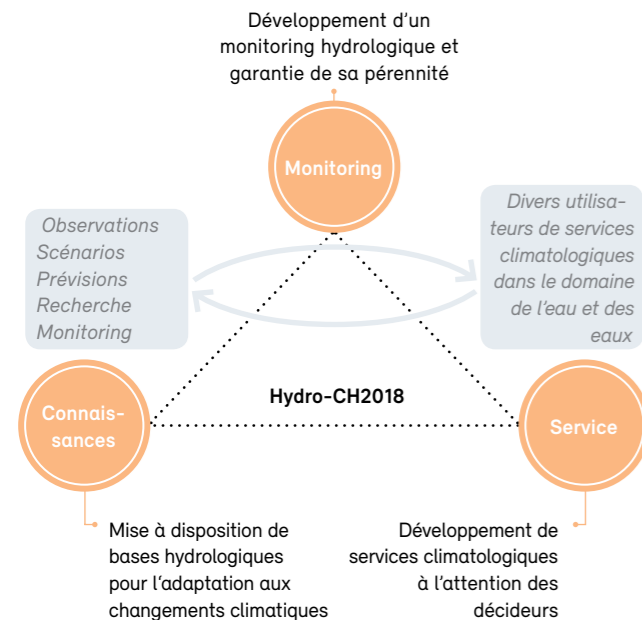 Développement d'un
monitoring hydrologique et
garantie de sa pérennité
Monitoring
Observations
Scénarios
Prévisions
Recherche
Monitoring
Divers utilisa-
teurs de services
climatologiques
dans le domaine
de l'eau et des
eaux
Hydro-CH2018
Connais-
sances
Service
Mise à disposition de
bases hydrologiques
pour l'adaptation aux
changements climatiques
Développement de
services climatologiques
à l'attention des
décideurs